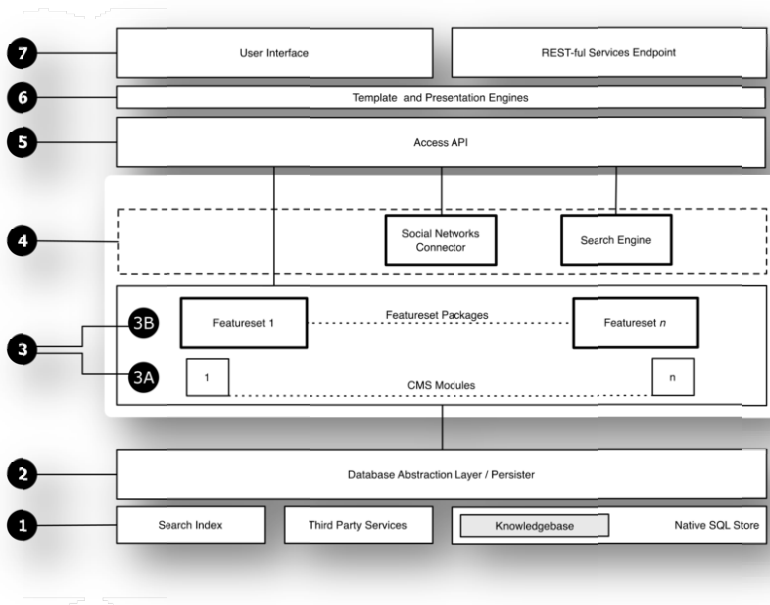 7
User Interface
REST-ful Services Endpoint
6
Template and Presentation Engines
5
Access API
4
Social Networks
Connector
Search Engine
3B
Featureset 1
Featureset Packages
Featureset n
3
3A
1
CMS Modules
n
2
Database Abstraction Layer / Persister
1
Search Index
Third Party Services
Knowledgebase
Native SQL Store